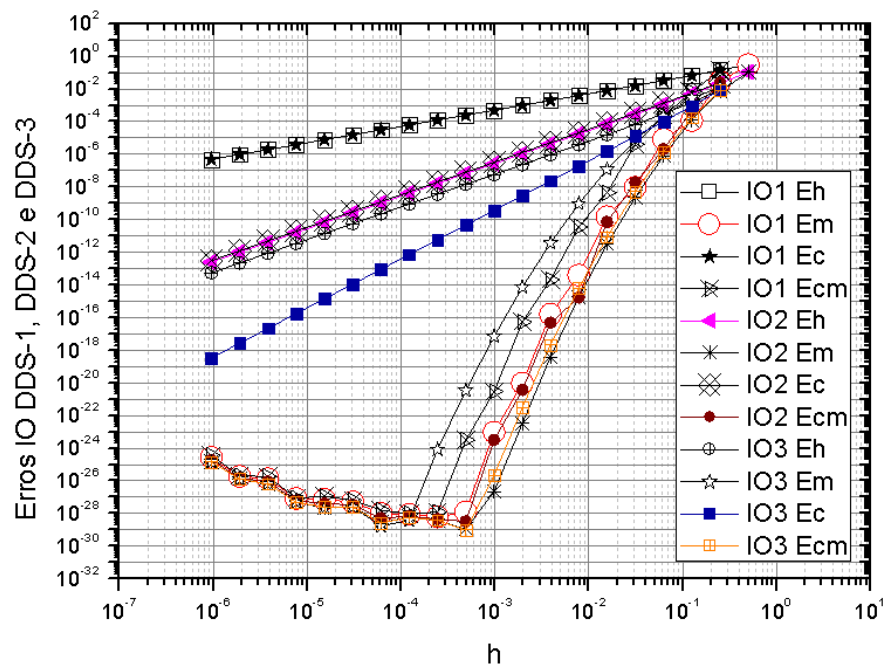 Erros IO DDS-1, DDS-2 e DDS-3
10^2
10^0
10^-2
10^-4
10^-6
10^-8
10^-10
10^-12
10^-14
10^-16
10^-18
10^-20
10^-22
10^-24
10^-26
10^-28
10^-30
10^-32
IO1 Eh
IO1 Em
IO1 Ec
IO1 Ecm
IO2 Eh
IO2 Em
IO2 Ec
IO2 Ecm
IO3 Eh
IO3 Em
IO3 Ec
IO3 Ecm
10^-7 10^-6 10^-5 10^-4 10^-3 10^-2 10^-1 10^0 10^1
h